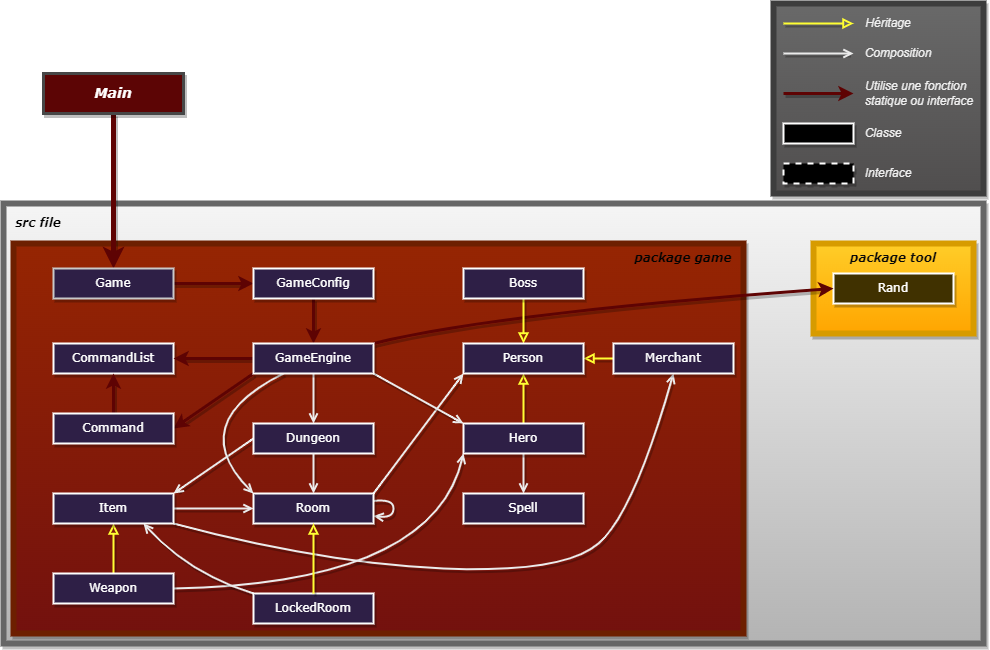 Héritage
Composition
Utilise une fonction
statique ou interface
Classe
Interface
Main
src file
package game
package tool
Game
GameConfig
Boss
Rand
CommandList
GameEngine
Person
Merchant
Command
Dungeon
Hero
Item
Room
Spell
Weapon
LockedRoom